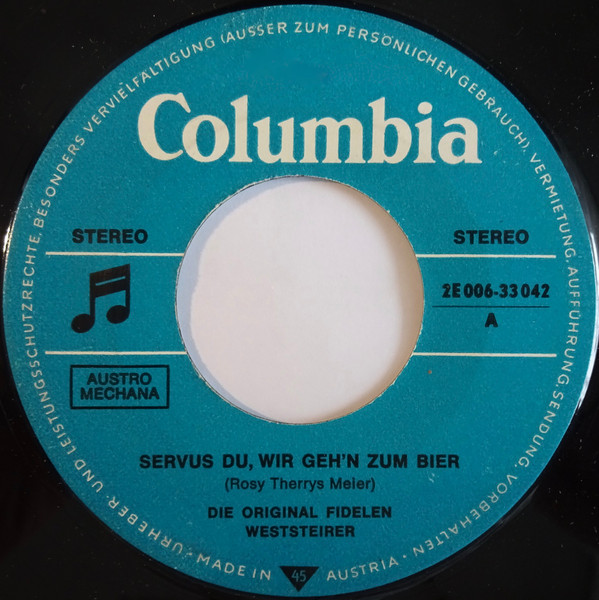 URHEBER- UND LEISTUNGSSCHUTZRECHTE, BESONDERS VERVIELFÄLTIGUNG (AUSSER ZUM PERSÖNLICHEN GEBRAUCH), VERMIETUNG, AUFFÜHRUNG, SENDUNG, VORBEHALTEN •
Columbia
STEREO
STEREO
2E 006-33 042
A
AUSTRO
MECHANA
SERVUS DU, WIR GEH'N ZUM BIER
(Rosy Therrys Meier)
DIE ORIGINAL FIDELEN
WESTSTEIRER
MADE IN 45 AUSTRIA •